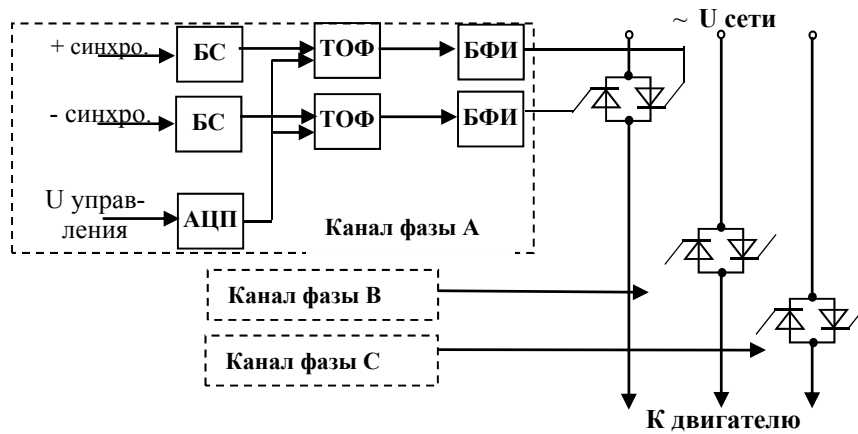 ~ U сети
+ синхро.
БС
ТОФ
БФИ
- синхро.
БС
ТОФ
БФИ
U управ-
ления
АЦП
Канал фазы А
Канал фазы В
Канал фазы С
К двигателю